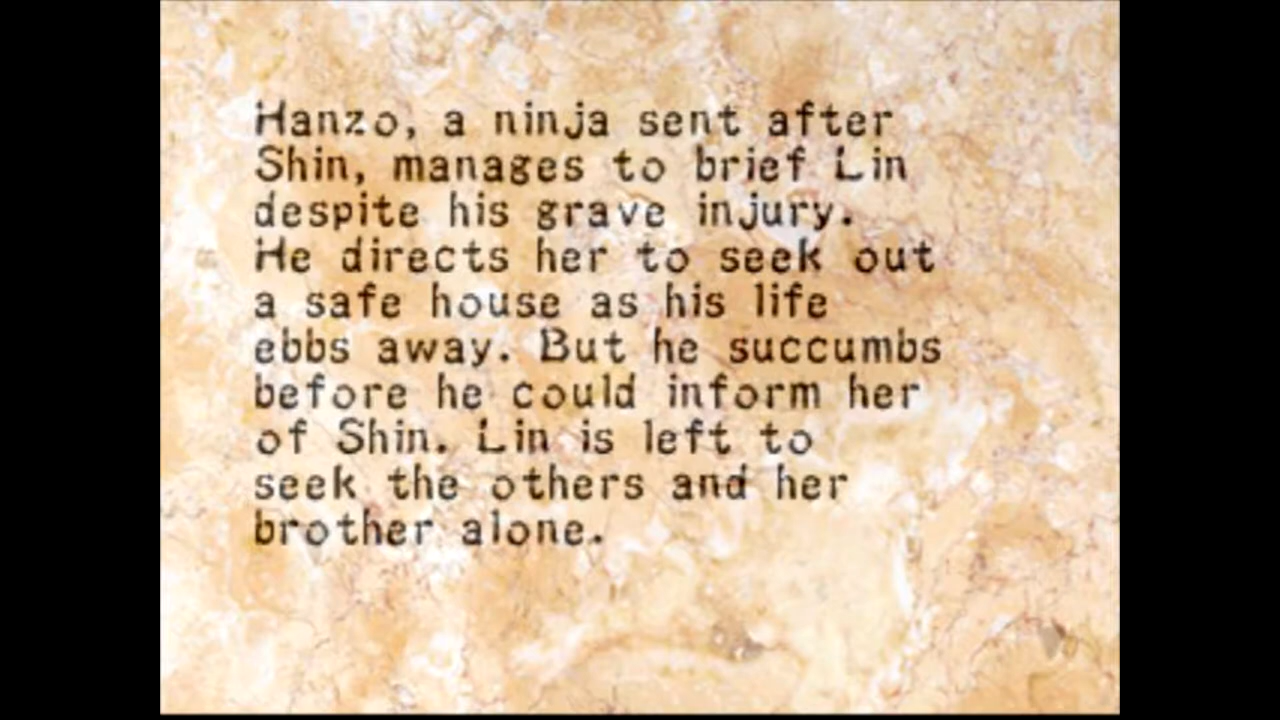 Hanzo, a ninja sent after
Shin, manages to brief Lin
despite his grave injury.
He directs her to seek out
a safe house as his life
ebbs away. But he succumbs
before he could inform her
of Shin. Lin is left to
seek the others and her
brother alone.